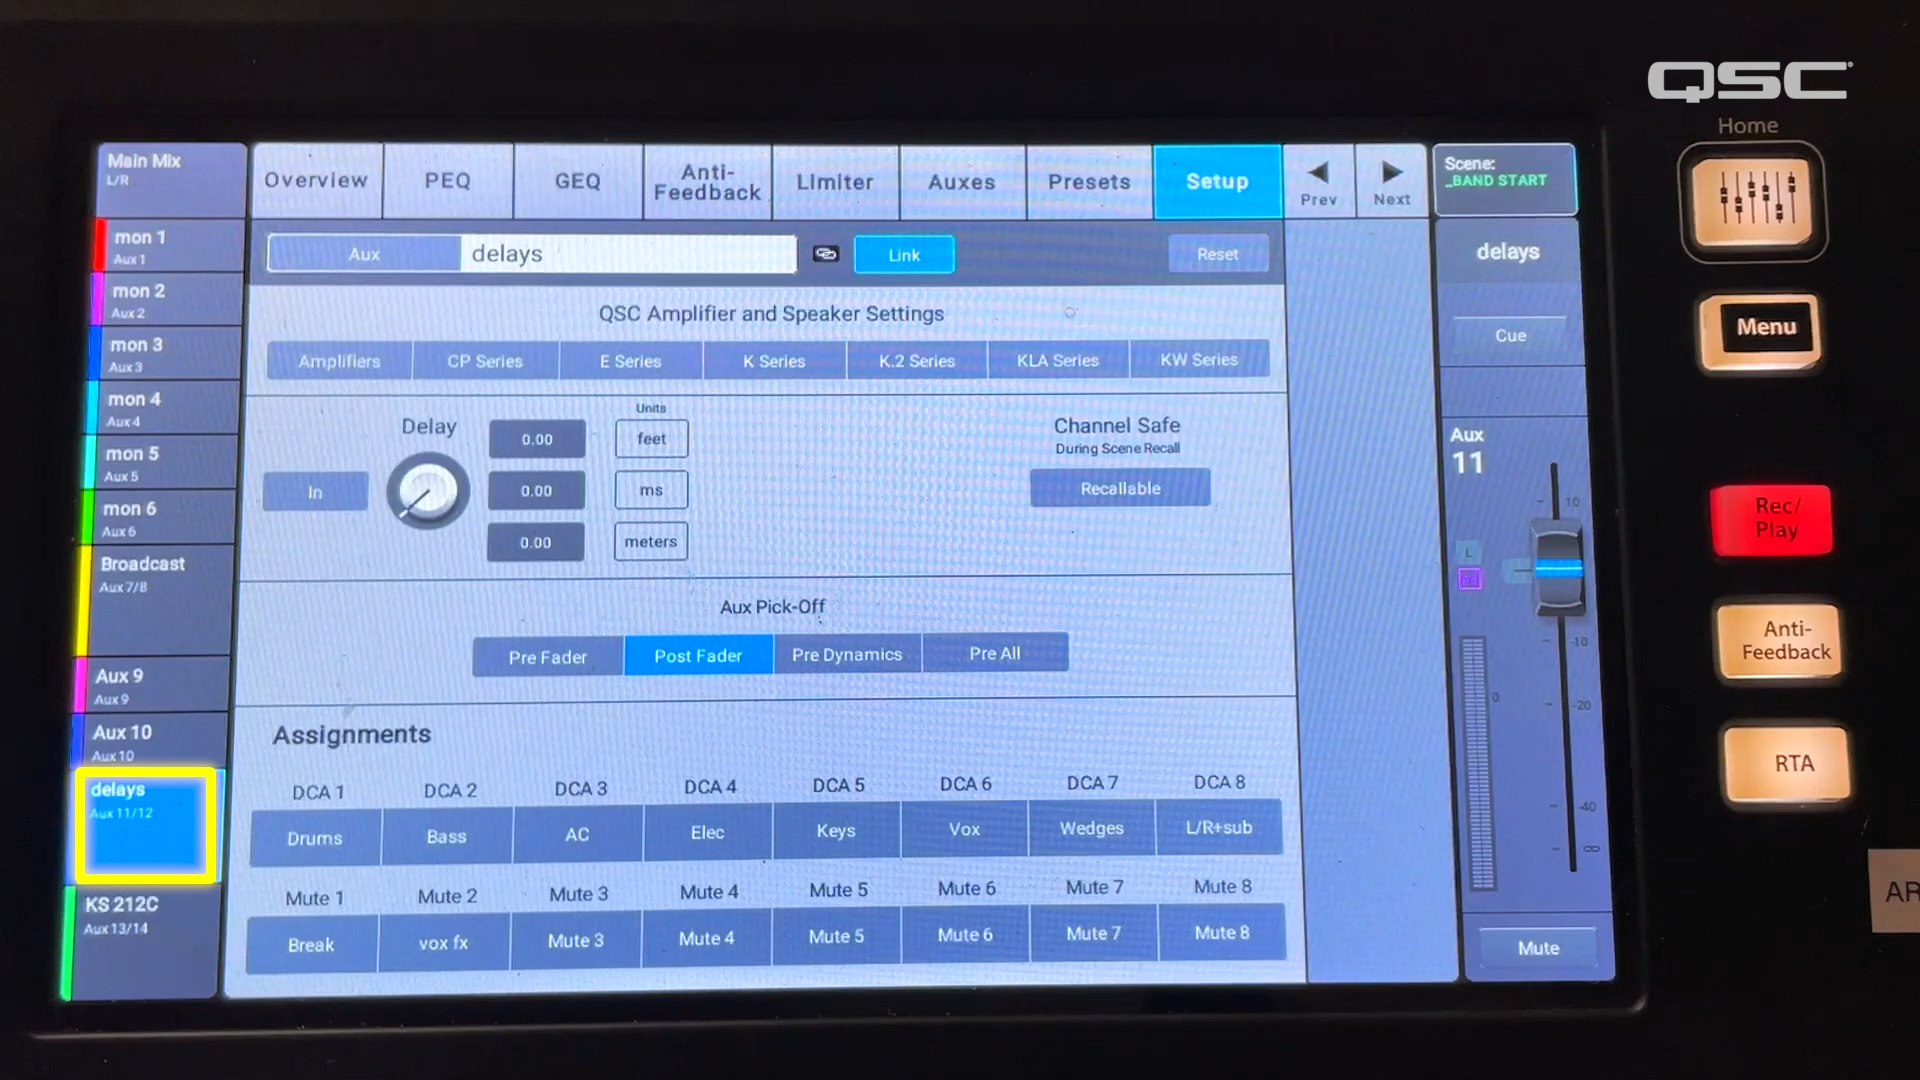 QSC
Home
Main Mix
L/R
Overview
PEQ
GEQ
Anti-
Feedback
Limiter
Auxes
Presets
Setup
Prev
Next
Scene:
_BAND START
mon 1
Aux 1
mon 2
Aux 2
mon 3
Aux 3
mon 4
Aux 4
mon 5
Aux 5
mon 6
Aux 6
Broadcast
Aux 7/8
Aux 9
Aux 9
Aux 10
Aux 10
delays
Aux 11/12
KS 212C
Aux 13/14
Aux
delays
Link
Reset
QSC Amplifier and Speaker Settings
Amplifiers
CP Series
E Series
K Series
K.2 Series
KLA Series
KW Series
Delay
In
0.00
0.00
0.00
Units
feet
ms
meters
Channel Safe
During Scene Recall
Recallable
Aux Pick-Off
Pre Fader
Post Fader
Pre Dynamics
Pre All
Assignments
DCA 1
DCA 2
DCA 3
DCA 4
DCA 5
DCA 6
DCA 7
DCA 8
Drums
Bass
AC
Elec
Keys
Vox
Wedges
L/R+sub
Mute 1
Mute 2
Mute 3
Mute 4
Mute 5
Mute 6
Mute 7
Mute 8
Break
vox fx
Mute 3
Mute 4
Mute 5
Mute 6
Mute 7
Mute 8
delays
Cue
Aux
11
10
L
-10
0
-20
-40
∞
Mute
Menu
Rec/
Play
Anti-
Feedback
RTA
AR